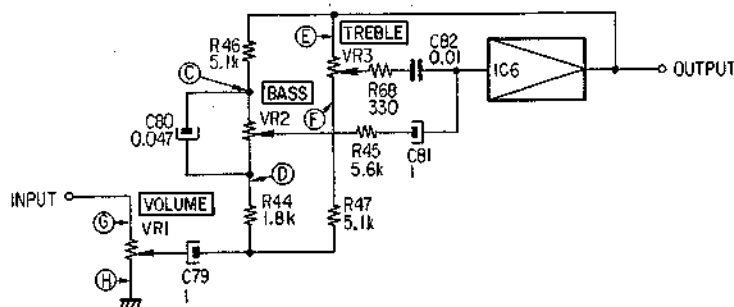 E
TREBLE
R46
5.1k
VR3
C82
0.01
IC6
OUTPUT
C
BASS
R68
330
C80
0.047
VR2
F
R45
5.6k
C81
1
D
INPUT
VOLUME
R44
1.8k
R47
5.1k
G
VR1
H
C79
1